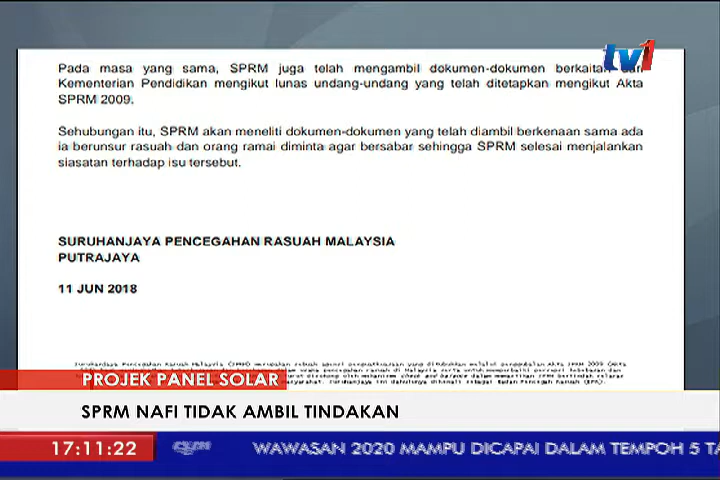 tv1
Pada masa yang sama, SPRM juga telah mengambil dokumen-dokumen berkaitan dari
Kementerian Pendidikan mengikut lunas undang-undang yang telah ditetapkan mengikut Akta
SPRM 2009.
Sehubungan itu, SPRM akan meneliti dokumen-dokumen yang telah diambil berkenaan sama ada
ia berunsur rasuah dan orang ramai diminta agar bersabar sehingga SPRM selesai menjalankan
siasatan terhadap isu tersebut.
SURUHANJAYA PENCEGAHAN RASUAH MALAYSIA
PUTRAJAYA
11 JUN 2018
PROJEK PANEL SOLAR
SPRM NAFI TIDAK AMBIL TINDAKAN
17:11:22
WAWASAN 2020 MAMPU DICAPAI DALAM TEMPOH 5 TA